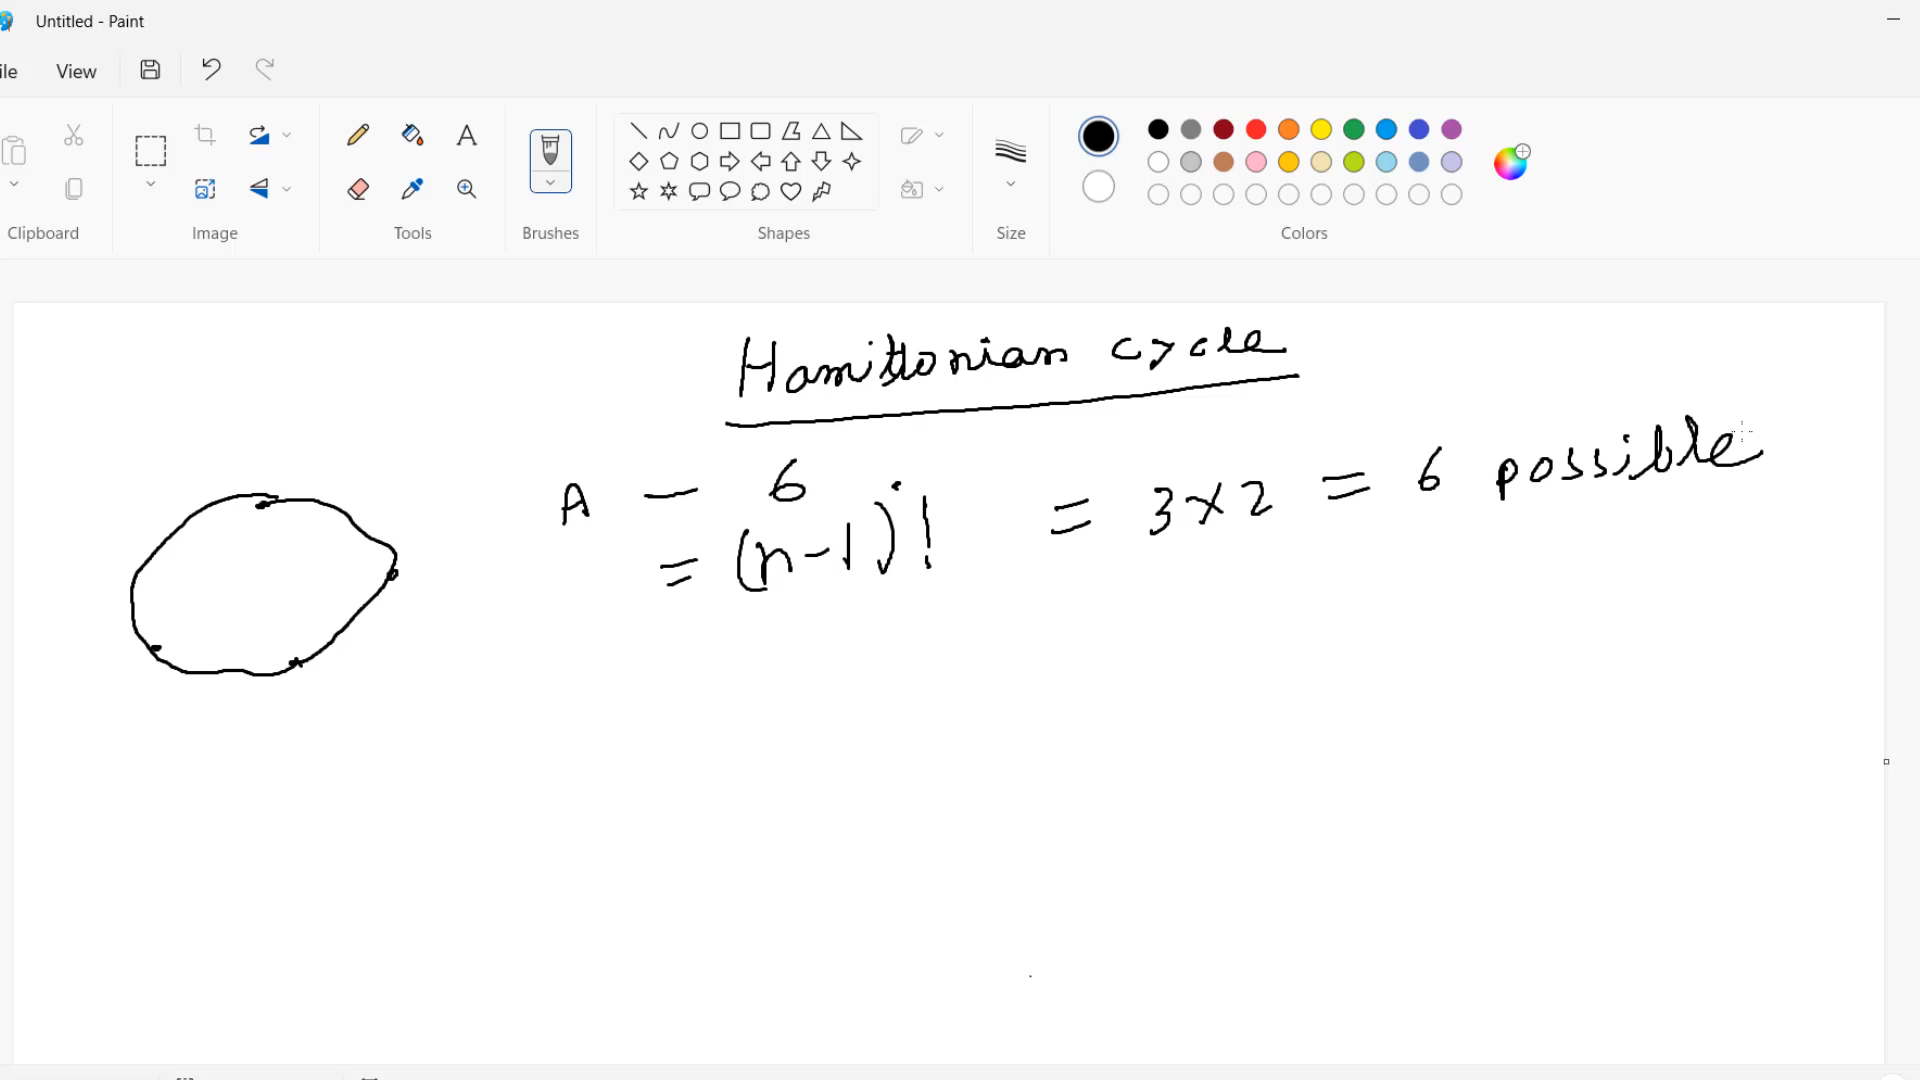 Untitled - Paint
ile View
Clipboard Image Tools Brushes Shapes Size Colors
Hamiltonian cycle
A — 6
= (n-1)! = 3×2 = 6 possible